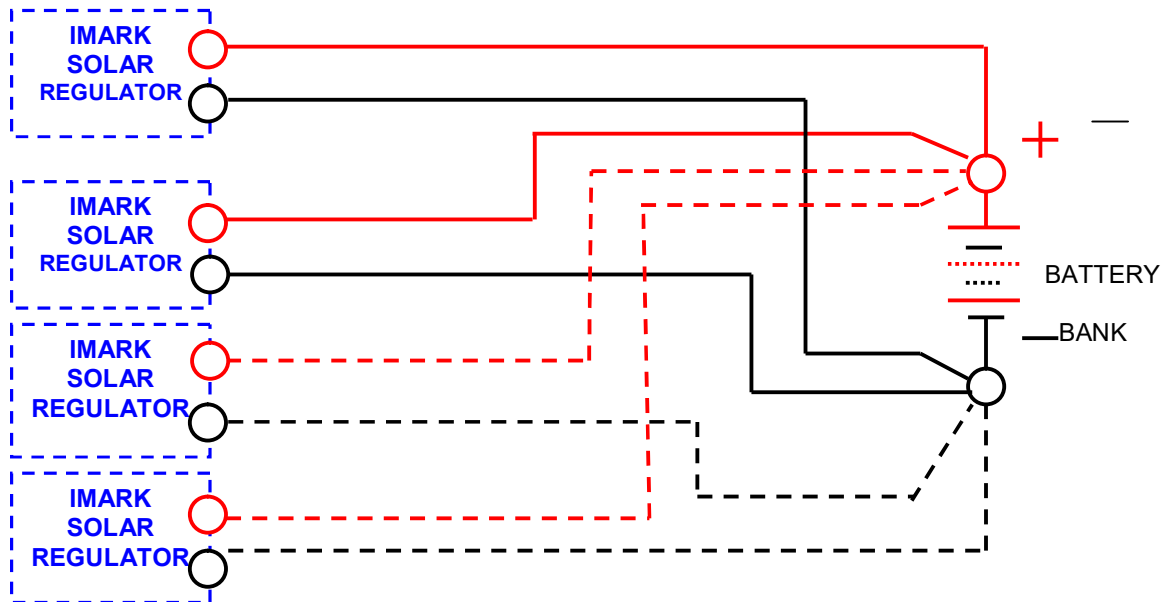 IMARK
SOLAR
REGULATOR
+ —
IMARK
SOLAR
REGULATOR
BATTERY
—BANK
IMARK
SOLAR
REGULATOR
IMARK
SOLAR
REGULATOR